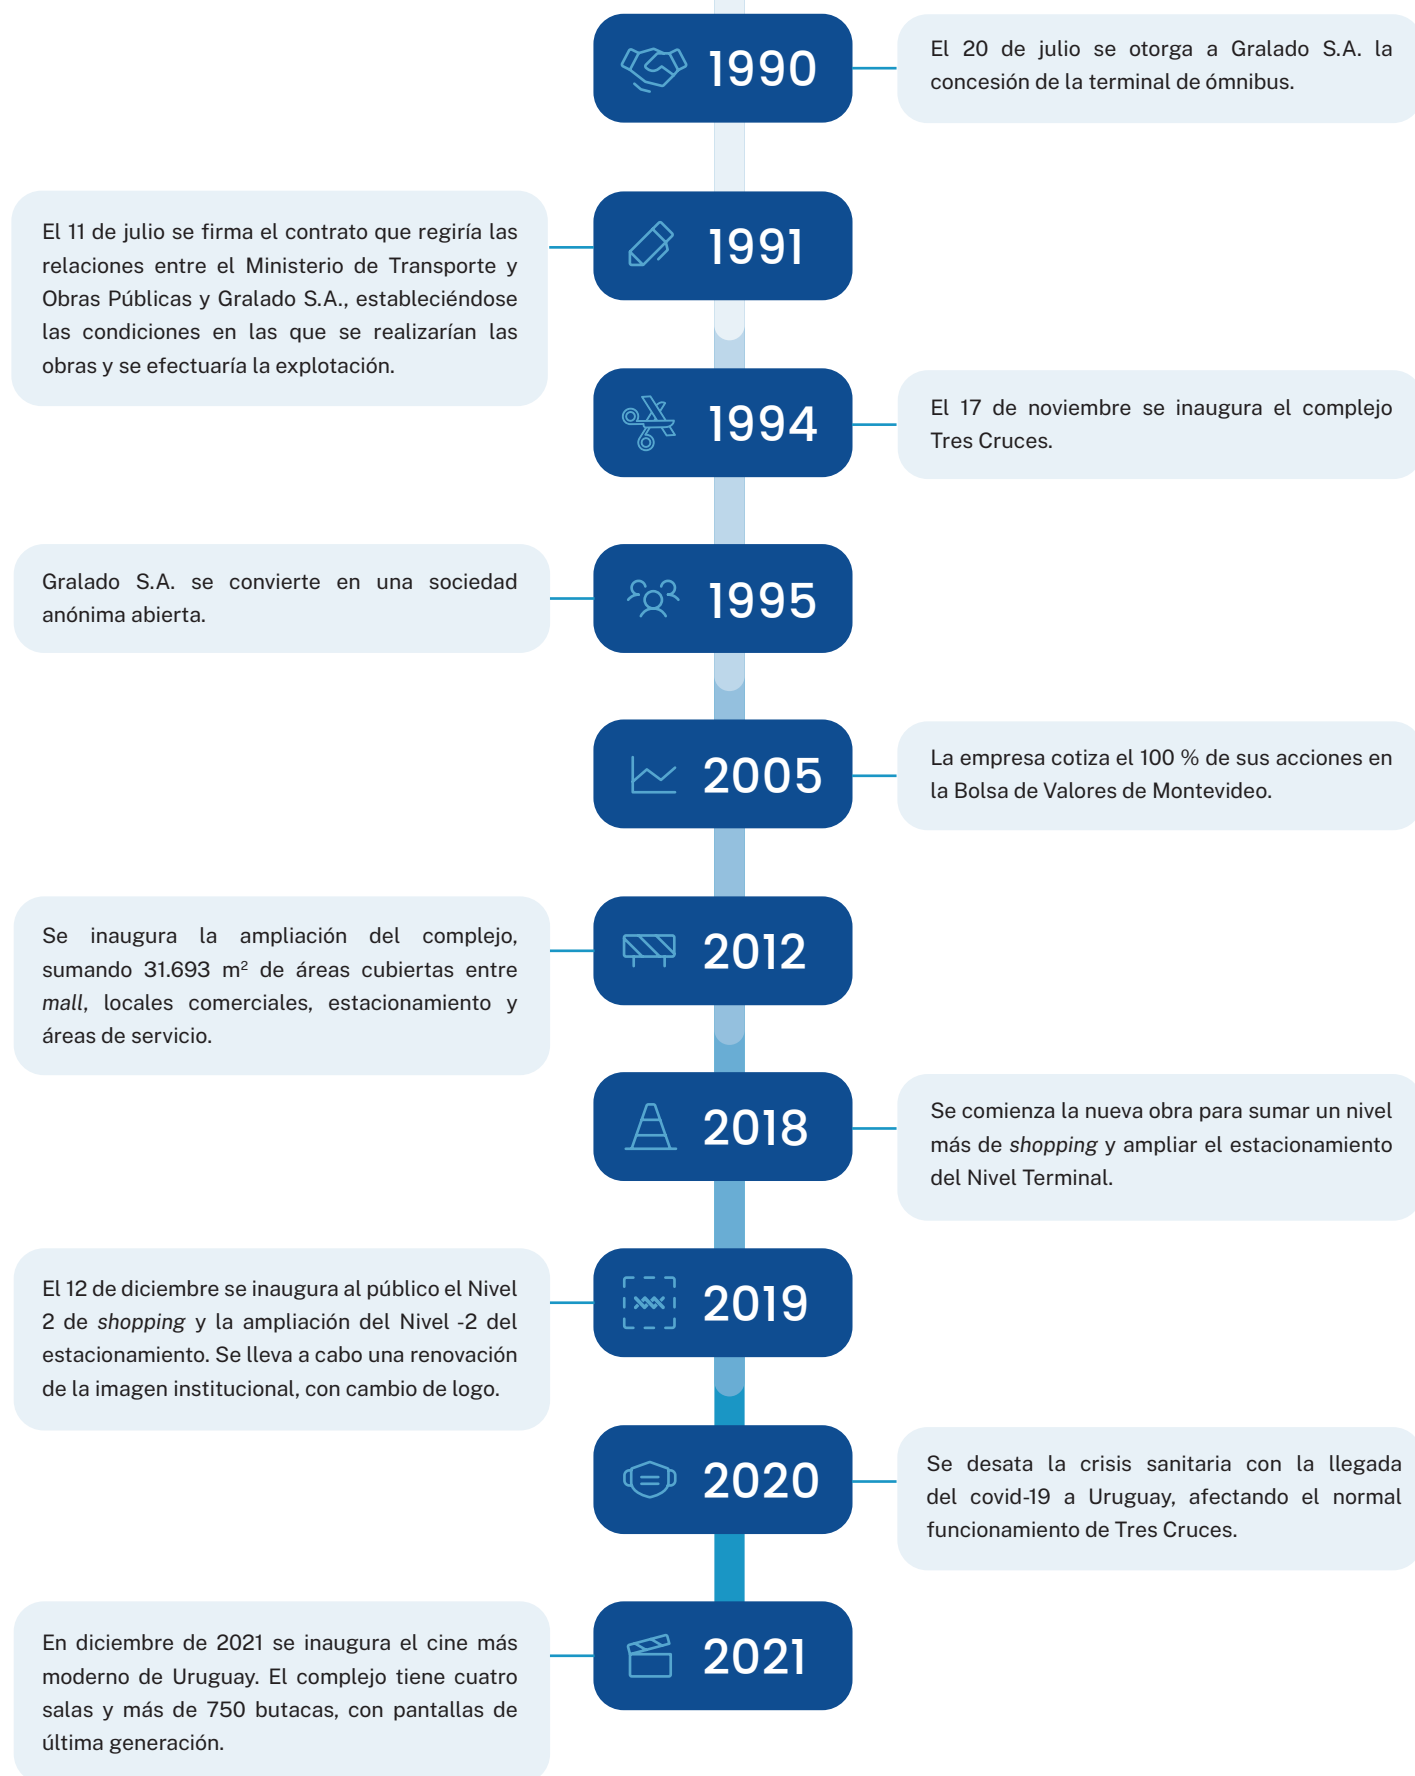 1990
El 20 de julio se otorga a Gralado S.A. la
concesión de la terminal de ómnibus.
1991
El 11 de julio se firma el contrato que regiría las
relaciones entre el Ministerio de Transporte y
Obras Públicas y Gralado S.A., estableciéndose
las condiciones en las que se realizarían las
obras y se efectuaría la explotación.
1994
El 17 de noviembre se inaugura el complejo
Tres Cruces.
1995
Gralado S.A. se convierte en una sociedad
anónima abierta.
2005
La empresa cotiza el 100 % de sus acciones en
la Bolsa de Valores de Montevideo.
2012
Se inaugura la ampliación del complejo,
sumando 31.693 m² de áreas cubiertas entre
mall, locales comerciales, estacionamiento y
áreas de servicio.
2018
Se comienza la nueva obra para sumar un nivel
más de shopping y ampliar el estacionamiento
del Nivel Terminal.
2019
El 12 de diciembre se inaugura al público el Nivel
2 de shopping y la ampliación del Nivel -2 del
estacionamiento. Se lleva a cabo una renovación
de la imagen institucional, con cambio de logo.
2020
Se desata la crisis sanitaria con la llegada
del covid-19 a Uruguay, afectando el normal
funcionamiento de Tres Cruces.
2021
En diciembre de 2021 se inaugura el cine más
moderno de Uruguay. El complejo tiene cuatro
salas y más de 750 butacas, con pantallas de
última generación.